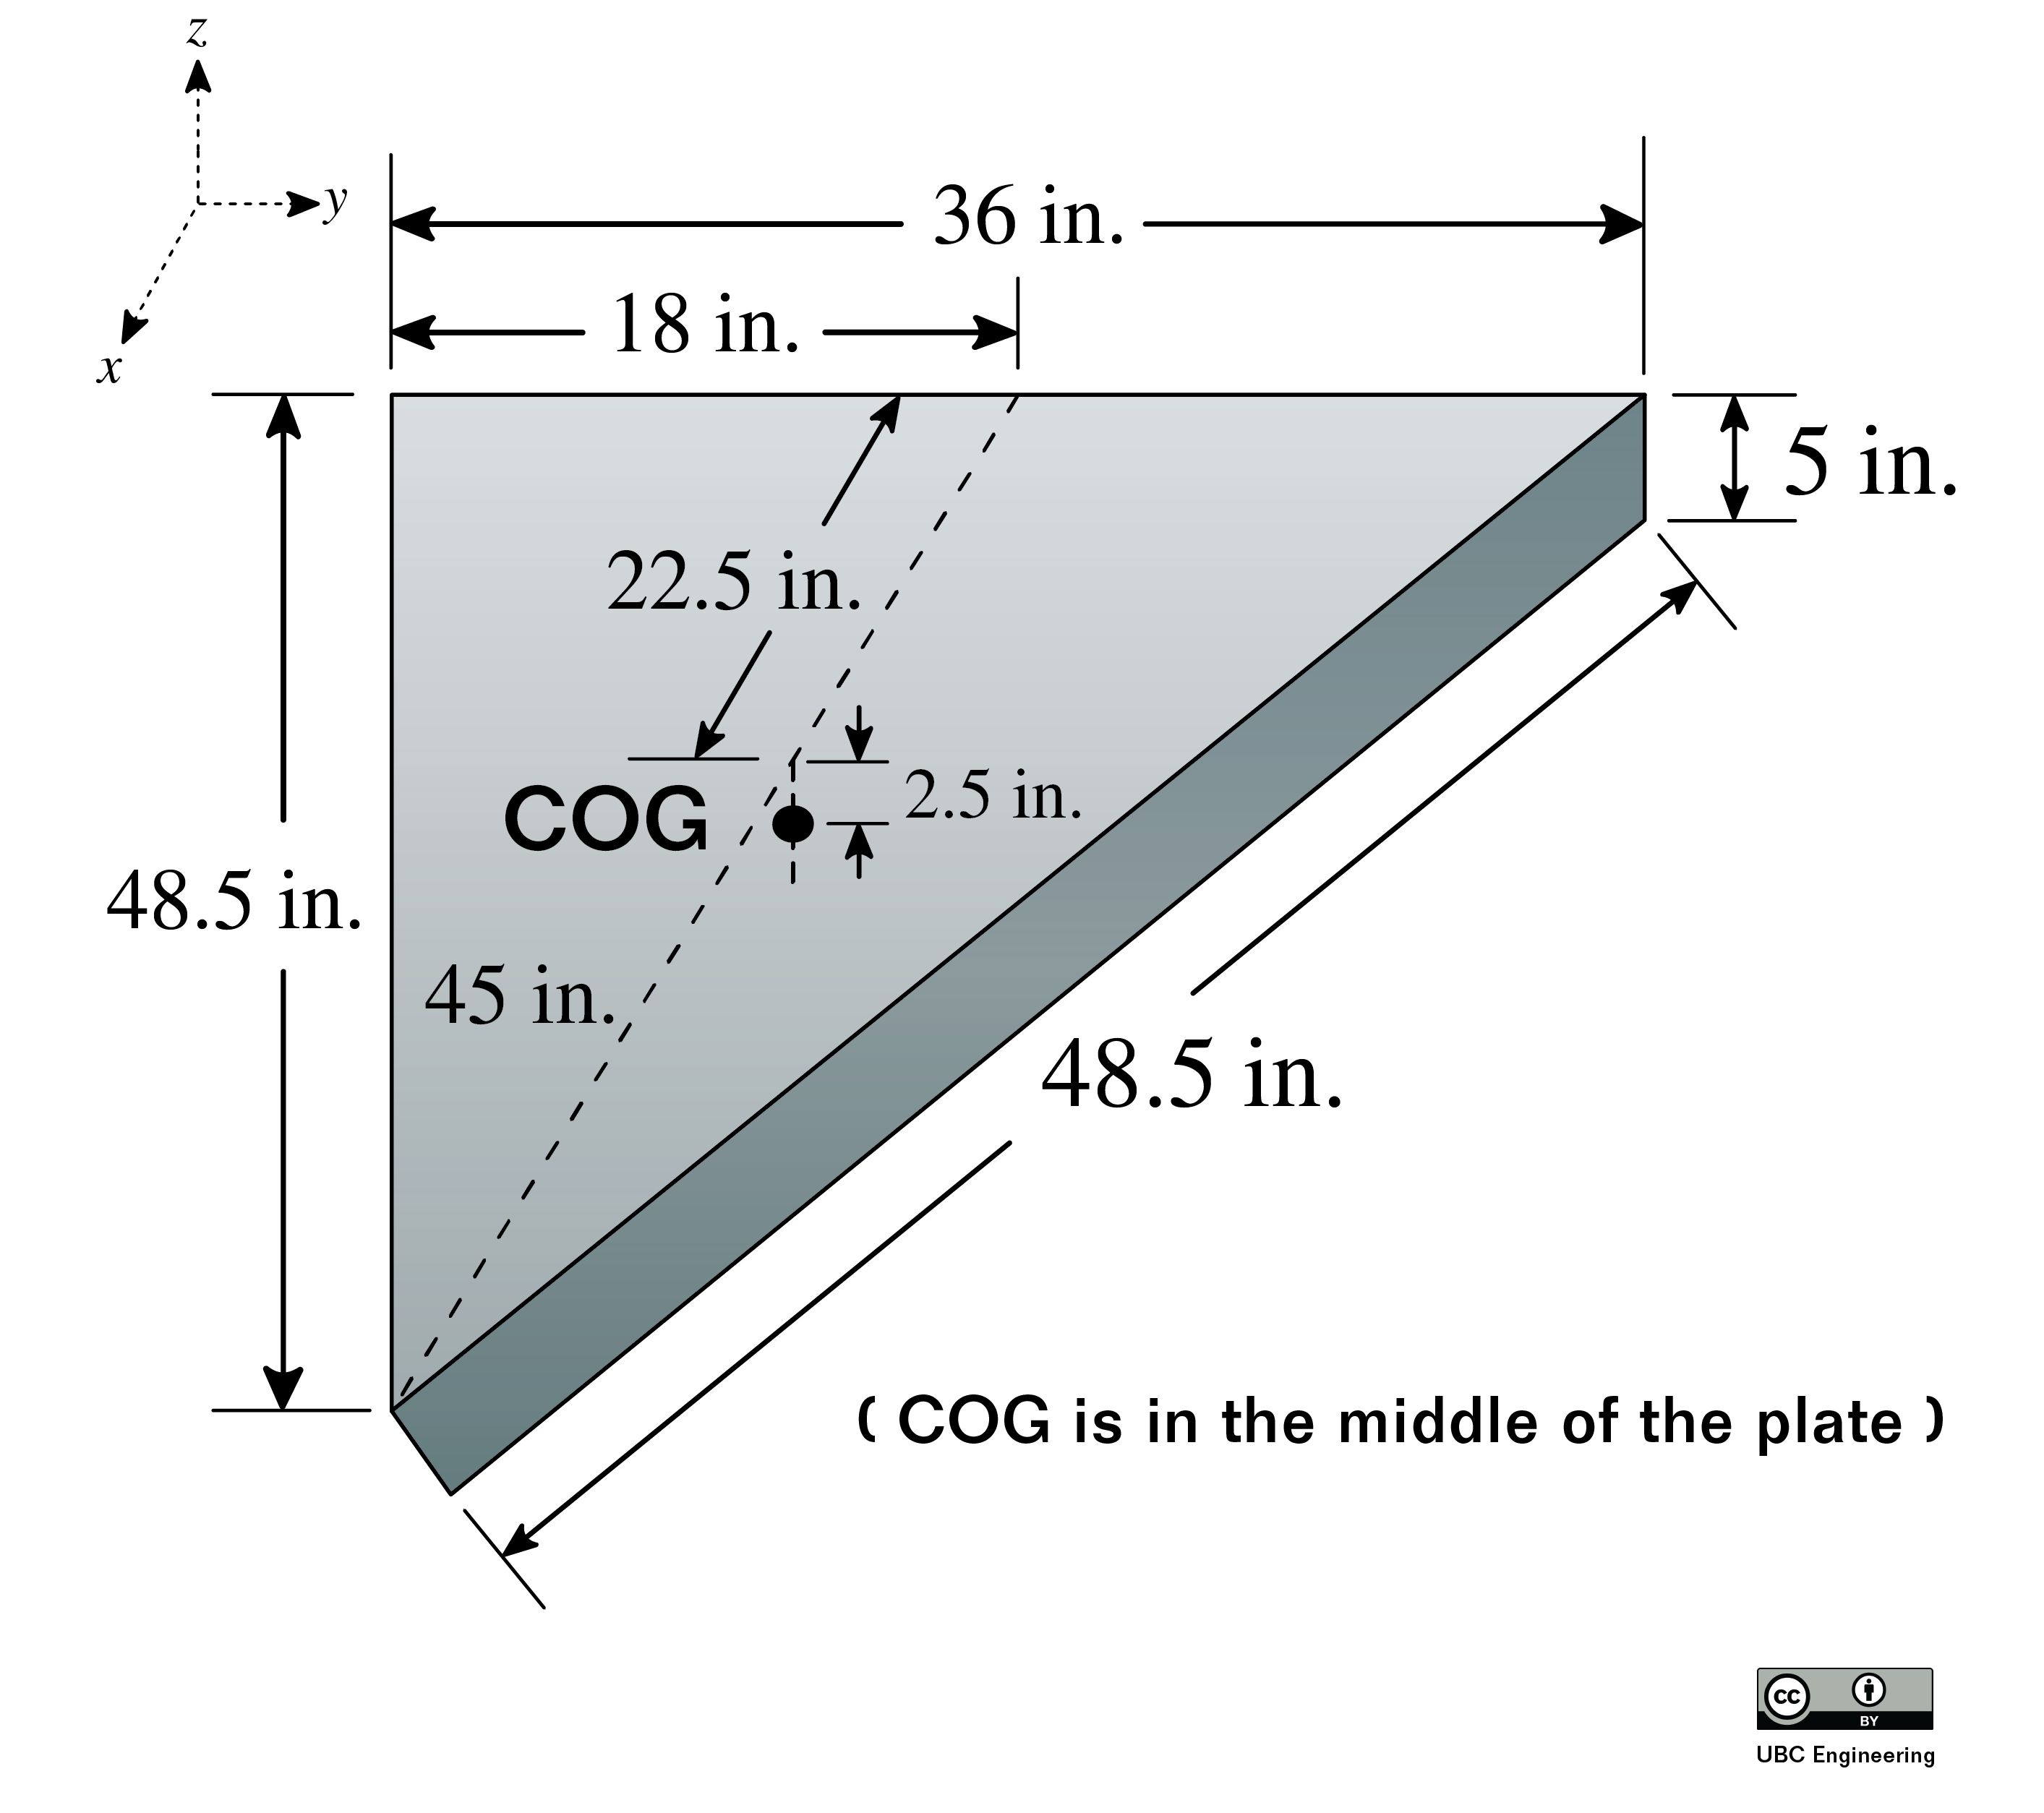 z
y
x
36 in.
18 in.
5 in.
22.5 in.
COG
2.5 in.
48.5 in.
45 in.
48.5 in.
( COG is in the middle of the plate )
cc
BY
UBC Engineering